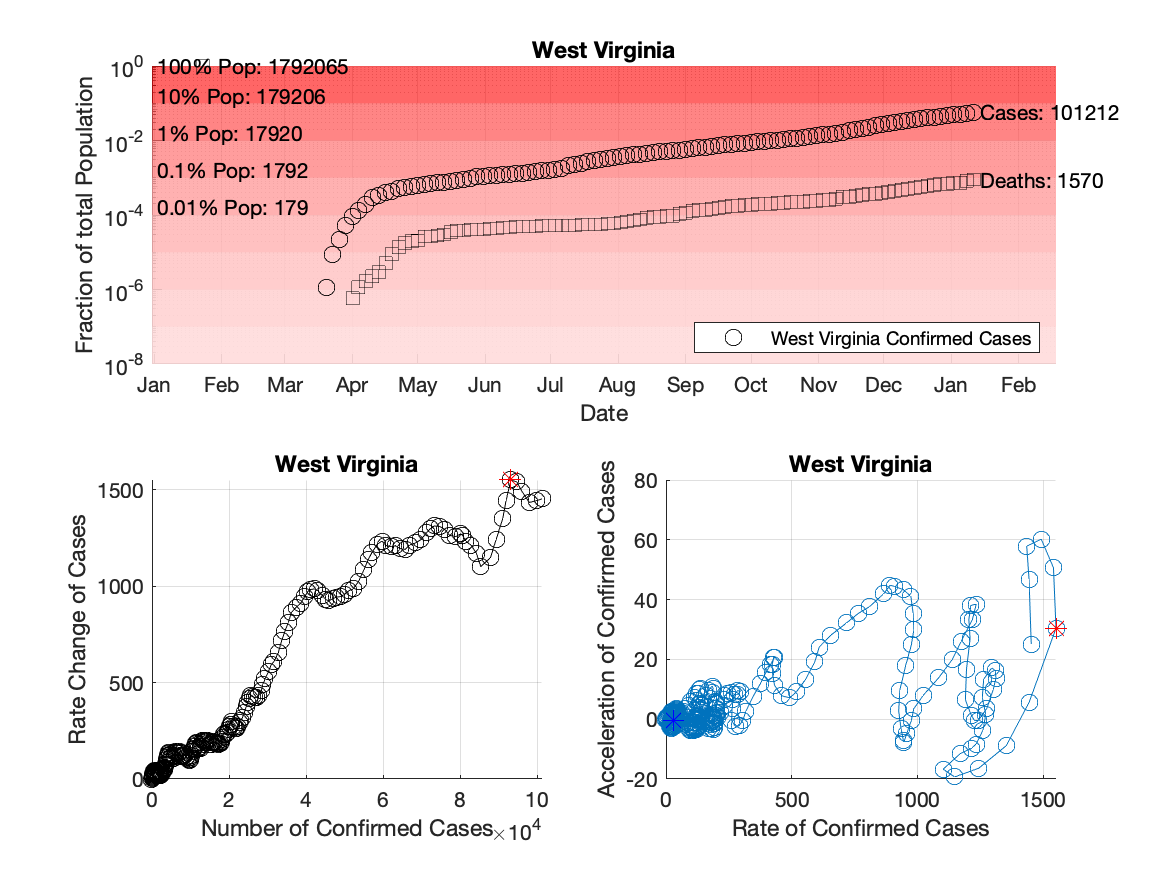 West Virginia
Fraction of total Population
10^0
10^-2
10^-4
10^-6
10^-8
100% Pop: 1792065
10% Pop: 179206
1% Pop: 17920
0.1% Pop: 1792
0.01% Pop: 179
Cases: 101212
Deaths: 1570
West Virginia Confirmed Cases
Jan Feb Mar Apr May Jun Jul Aug Sep Oct Nov Dec Jan Feb
Date
West Virginia
Rate Change of Cases
1500
1000
500
0
0 2 4 6 8 10
Number of Confirmed Cases ×10^4
West Virginia
Acceleration of Confirmed Cases
80
60
40
20
0
-20
0 500 1000 1500
Rate of Confirmed Cases